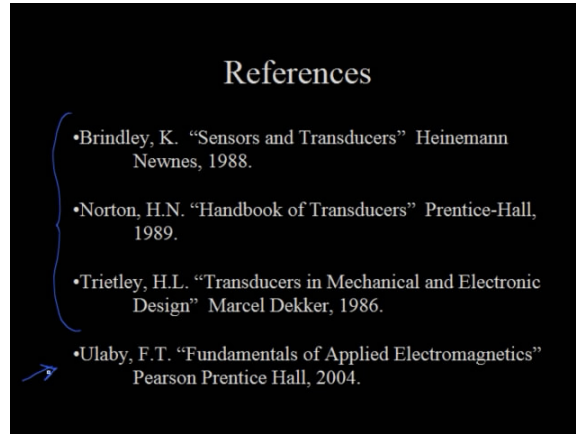 References
•Brindley, K. “Sensors and Transducers” Heinemann
Newnes, 1988.
•Norton, H.N. “Handbook of Transducers” Prentice-Hall,
1989.
•Trietley, H.L. “Transducers in Mechanical and Electronic
Design” Marcel Dekker, 1986.
•Ulaby, F.T. “Fundamentals of Applied Electromagnetics”
Pearson Prentice Hall, 2004.